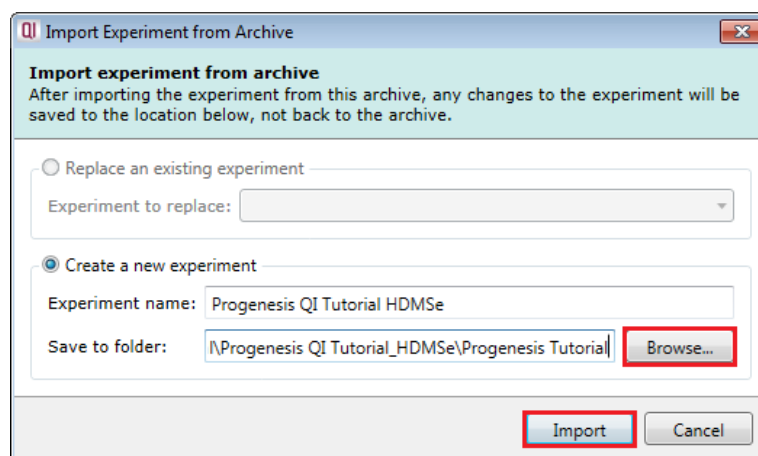 QI Import Experiment from Archive
Import experiment from archive
After importing the experiment from this archive, any changes to the experiment will be
saved to the location below, not back to the archive.
Replace an existing experiment
Experiment to replace:
Create a new experiment
Experiment name: Progenesis QI Tutorial HDMSe
Save to folder: l\Progenesis QI Tutorial_HDMSe\Progenesis Tutorial Browse...
Import Cancel